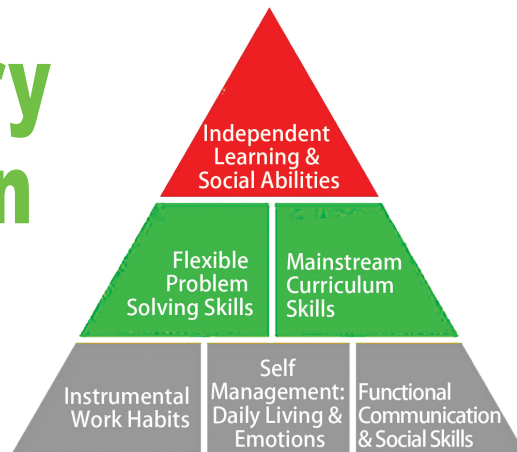 ry
n
Independent
Learning &
Social Abilities
Flexible
Problem
Solving Skills
Mainstream
Curriculum
Skills
Instrumental
Work Habits
Self
Management:
Daily Living &
Emotions
Functional
Communication
& Social Skills